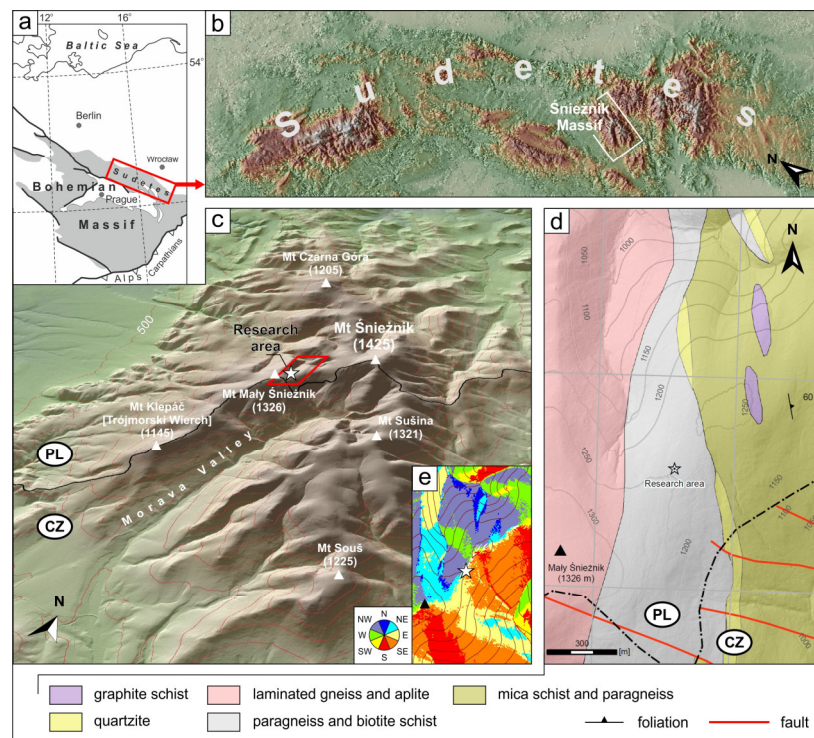 a
12°
16°
Baltic Sea
54°
Berlin
Wrocław
Sudetes
Bohemian
Prague
Massif
Alps
Carpathians
b
Sudetes
Śnieżnik
Massif
N
c
500
Mt Czarna Góra
(1205)
Research
area
Mt Śnieżnik
(1425)
Mt Mały Śnieżnik
(1326)
Mt Klepáč
[Trójmorski Wierch]
(1145)
Mt Sušina
(1321)
PL
Morava Valley
CZ
Mt Souš
(1225)
N
e
N
NW
NE
W
E
SW
SE
S
d
N
1050
1000
1100
1150
1200
1250
60
1250
Research area
1150
1100
1300
1200
Mały Śnieżnik
(1326 m)
PL
CZ
1000
300
[m]
graphite schist
laminated gneiss and aplite
mica schist and paragneiss
quartzite
paragneiss and biotite schist
foliation
fault